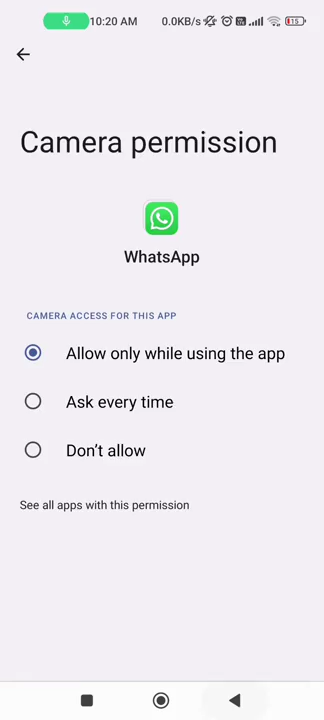 10:20 AM 0.0KB/s 15
Camera permission
WhatsApp
CAMERA ACCESS FOR THIS APP
Allow only while using the app
Ask every time
Don't allow
See all apps with this permission